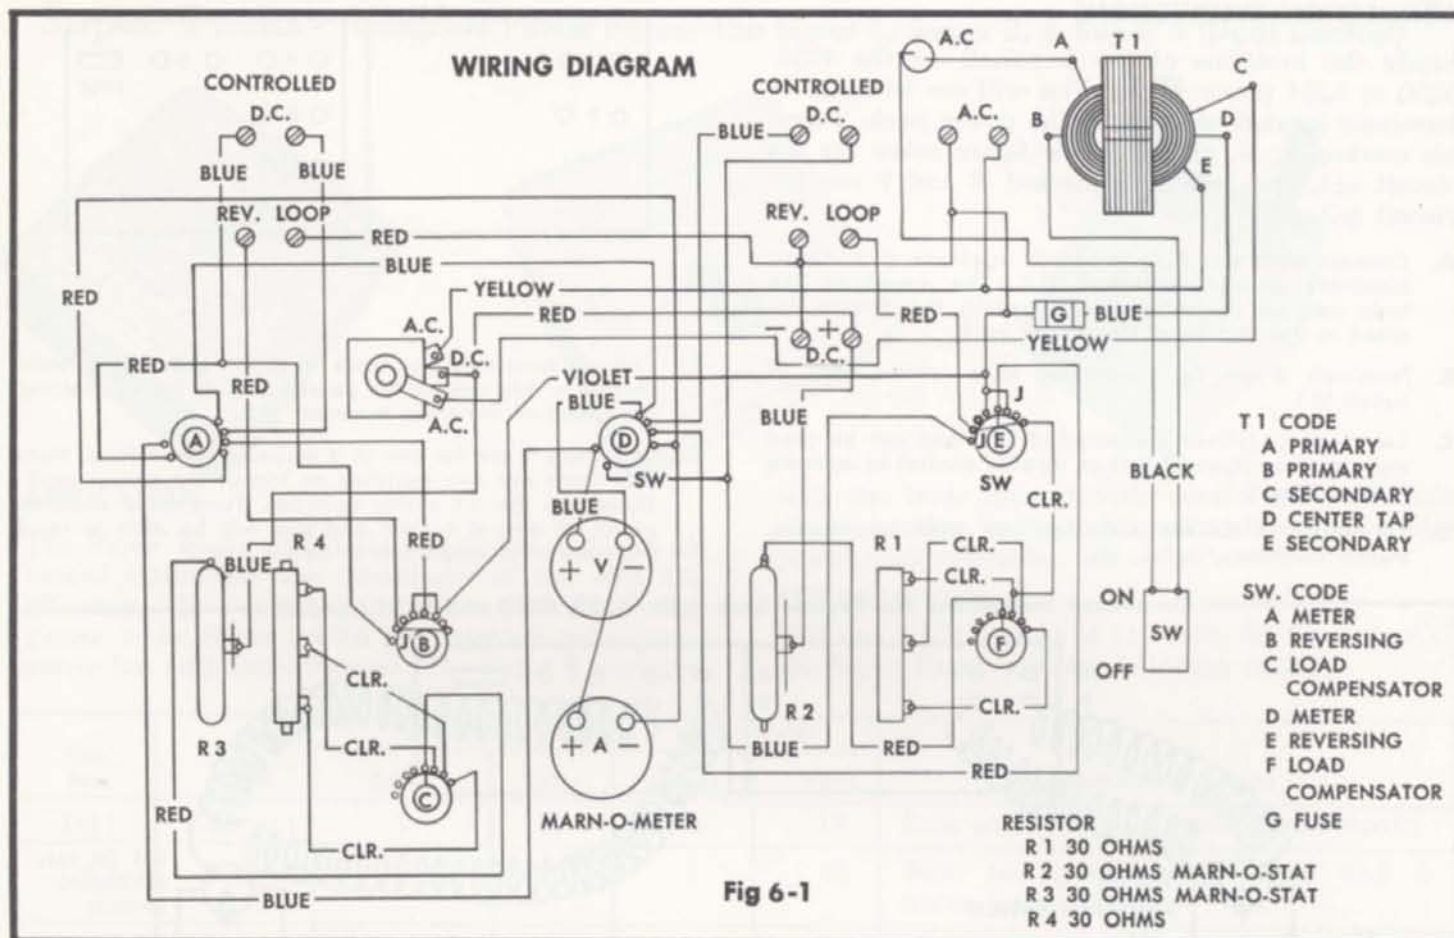 WIRING DIAGRAM
CONTROLLED
D.C.
BLUE BLUE
REV. LOOP
RED
BLUE
RED
YELLOW
RED
A.C.
D.C.
A.C.
RED
RED
VIOLET
BLUE
A
D
SW
BLUE
CONTROLLED
BLUE
D.C.
A.C
A.C.
REV. LOOP
RED
- +
D.C.
G BLUE
YELLOW
BLUE
J
J E
SW
CLR.
BLACK
A T 1 C
B D
E
R 4
BLUE
RED
J B
CLR.
R 3
CLR.
C
RED
CLR.
BLUE
+ V -
+ A -
MARN-O-METER
R 1
CLR.
CLR.
F
CLR.
R 2
BLUE
RED
RED
ON
SW
OFF
T 1 CODE
A PRIMARY
B PRIMARY
C SECONDARY
D CENTER TAP
E SECONDARY
SW. CODE
A METER
B REVERSING
C LOAD
COMPENSATOR
D METER
E REVERSING
F LOAD
COMPENSATOR
G FUSE
RESISTOR
R 1 30 OHMS
R 2 30 OHMS MARN-O-STAT
R 3 30 OHMS MARN-O-STAT
R 4 30 OHMS
Fig 6-1